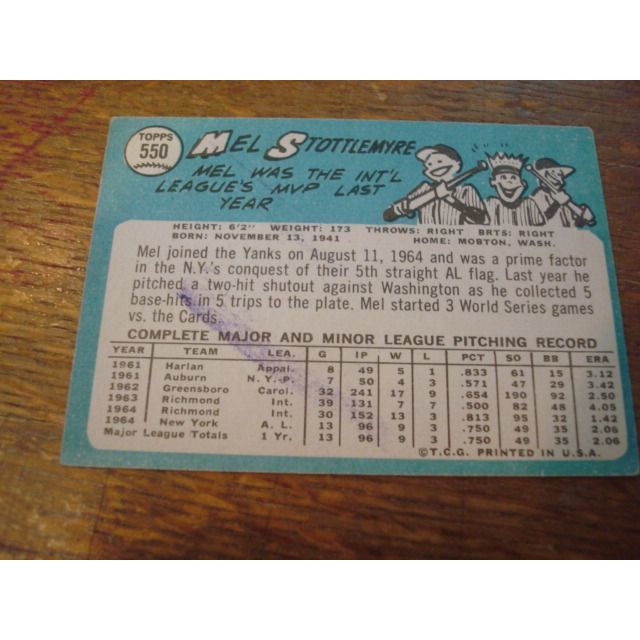 TOPPS
550
MEL STOTTLEMYRE
MEL WAS THE INT'L
LEAGUE'S MVP LAST
YEAR
HEIGHT: 6'2" WEIGHT: 173 THROWS: RIGHT BRTS: RIGHT
BORN: NOVEMBER 13, 1941 HOME: MOBTON, WASH.
Mel joined the Yanks on August 11, 1964 and was a prime factor
in the N.Y.'s conquest of their 5th straight AL flag. Last year he
pitched a two-hit shutout against Washington as he collected 5
base-hits in 5 trips to the plate. Mel started 3 World Series games
vs. the Cards.
COMPLETE MAJOR AND MINOR LEAGUE PITCHING RECORD
YEAR TEAM LEA. G IP W L PCT SO BB ERA
1961 Harlan Appal. 8 49 5 1 .833 61 15 3.12
1961 Auburn N.Y.-P. 7 50 4 3 .571 47 29 3.42
1962 Greensboro Carol. 32 241 17 9 .654 190 92 2.50
1963 Richmond Int. 39 131 7 7 .500 82 48 4.05
1964 Richmond Int. 30 152 13 3 .813 95 32 1.42
1964 New York A. L. 13 96 9 3 .750 49 35 2.06
Major League Totals 1 Yr. 13 96 9 3 .750 49 35 2.06
©T.C.G. PRINTED IN U.S.A.